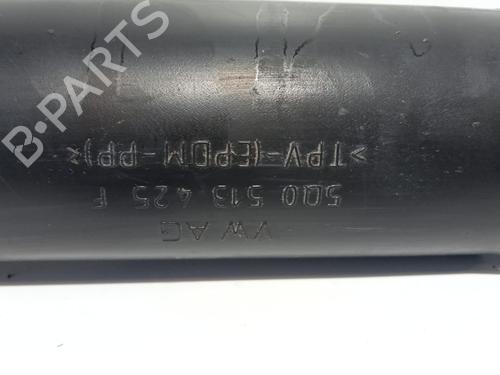 VW AG
5Q0 513 425 F
>TPV-(EPDM-PP)<
B-PARTS